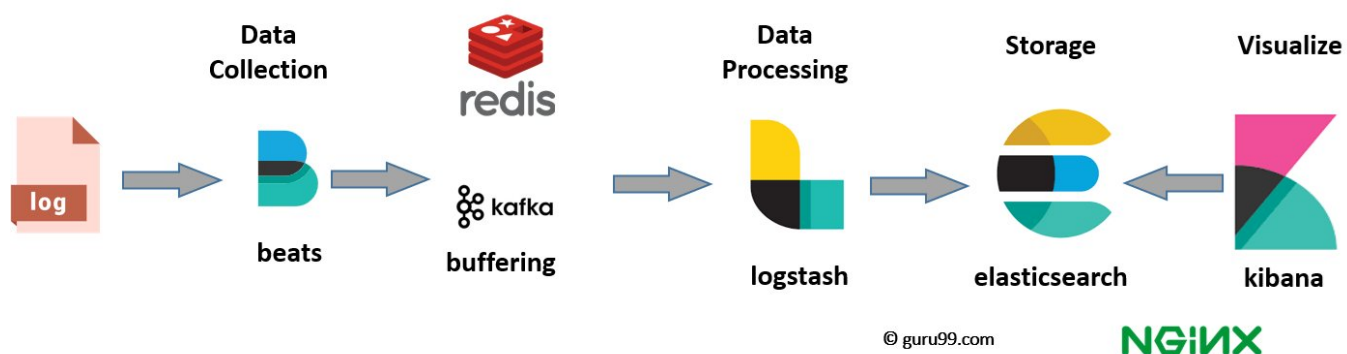 Data
Collection
redis
Data
Processing
Storage
Visualize
log
beats
kafka
buffering
logstash
elasticsearch
kibana
© guru99.com
NGINX